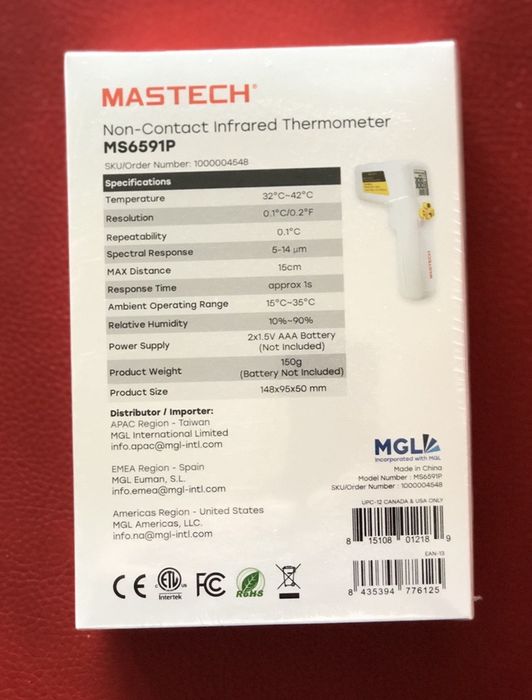 MASTECH®
Non-Contact Infrared Thermometer
MS6591P
SKU/Order Number: 1000004548
Specifications
Temperature 32°C~42°C
Resolution 0.1°C/0.2°F
Repeatability 0.1°C
Spectral Response 5-14 µm
MAX Distance 15cm
Response Time approx 1s
Ambient Operating Range 15°C~35°C
Relative Humidity 10%~90%
Power Supply 2x1.5V AAA Battery
(Not Included)
Product Weight 150g
(Battery Not Included)
Product Size 148x95x50 mm
MASTECH
Distributor / Importer:
APAC Region - Taiwan
MGL International Limited
info.apac@mgl-intl.com
EMEA Region - Spain
MGL Euman, S.L.
info.emea@mgl-intl.com
Americas Region - United States
MGL Americas, LLC.
info.na@mgl-intl.com
MGL
Incorporated with MGL
Made in China
Model Number : MS6591P
SKU/Order Number : 1000004548
UPC-12 CANADA & USA ONLY
8 15108 01218 9
EAN-13
8 435394 776125
CE
c ETL us
Intertek
FC
RoHS